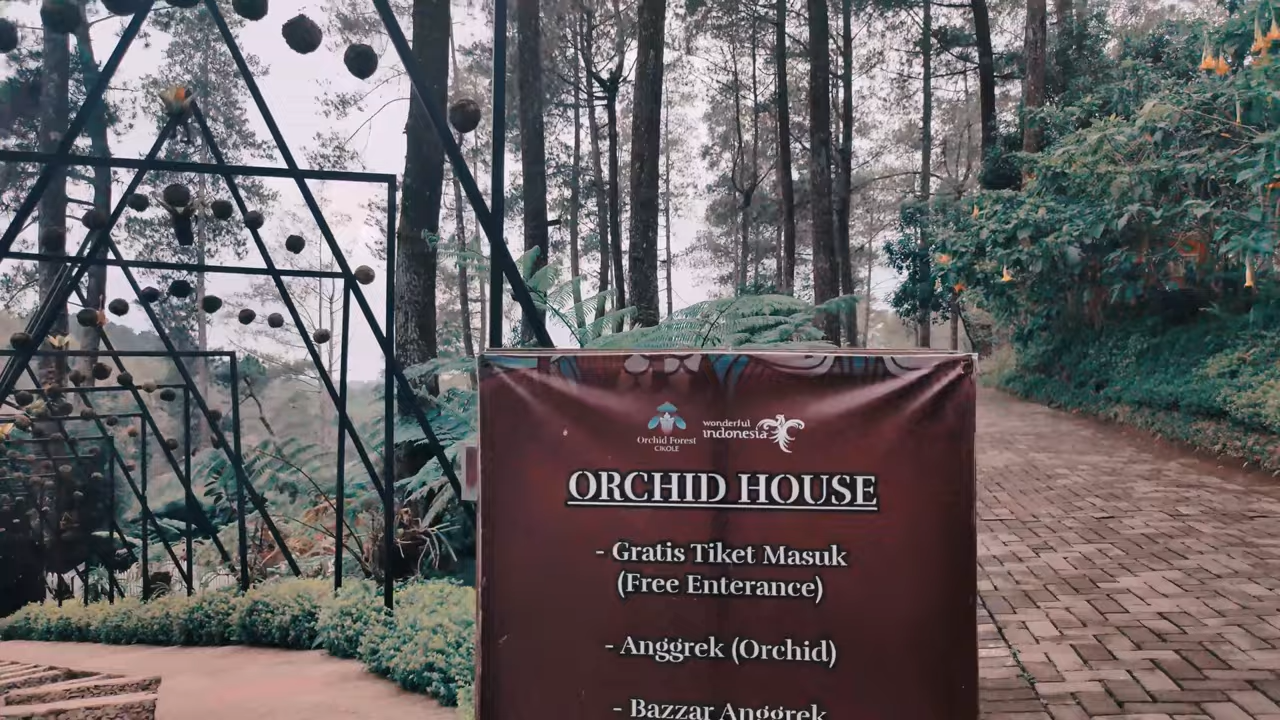 Orchid Forest
CIKOLE
wonderful
indonesia
ORCHID HOUSE
- Gratis Tiket Masuk
(Free Enterance)
- Anggrek (Orchid)
- Bazzar Anggrek